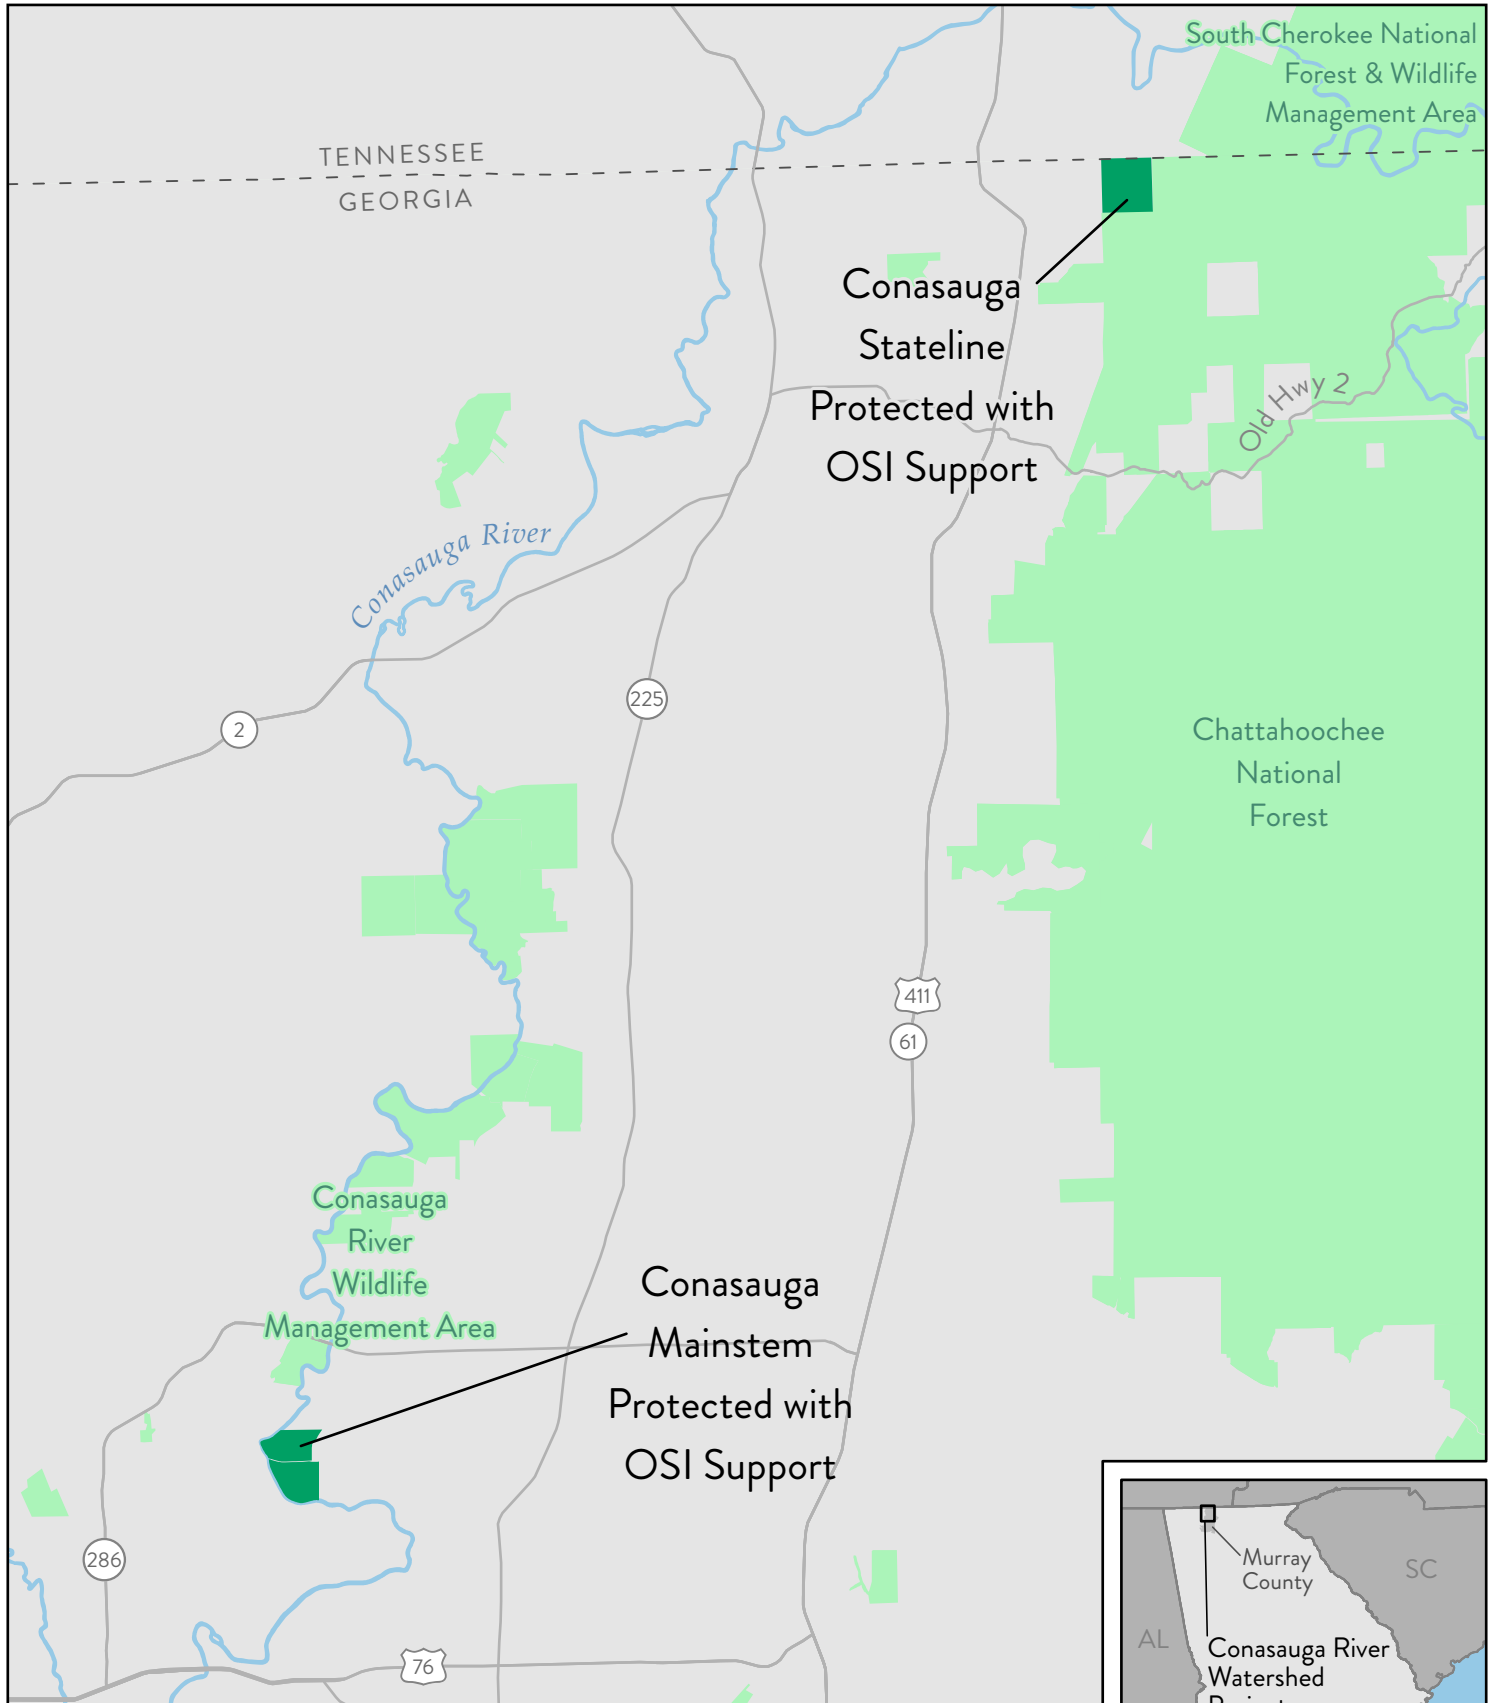 South Cherokee National
Forest & Wildlife
Management Area
TENNESSEE
GEORGIA
Conasauga
Stateline
Protected with
OSI Support
Old Hwy 2
Conasauga River
225
2
Chattahoochee
National
Forest
411
61
Conasauga
River
Wildlife
Management Area
Conasauga
Mainstem
Protected with
OSI Support
286
76
Murray
County
SC
AL
Conasauga River
Watershed